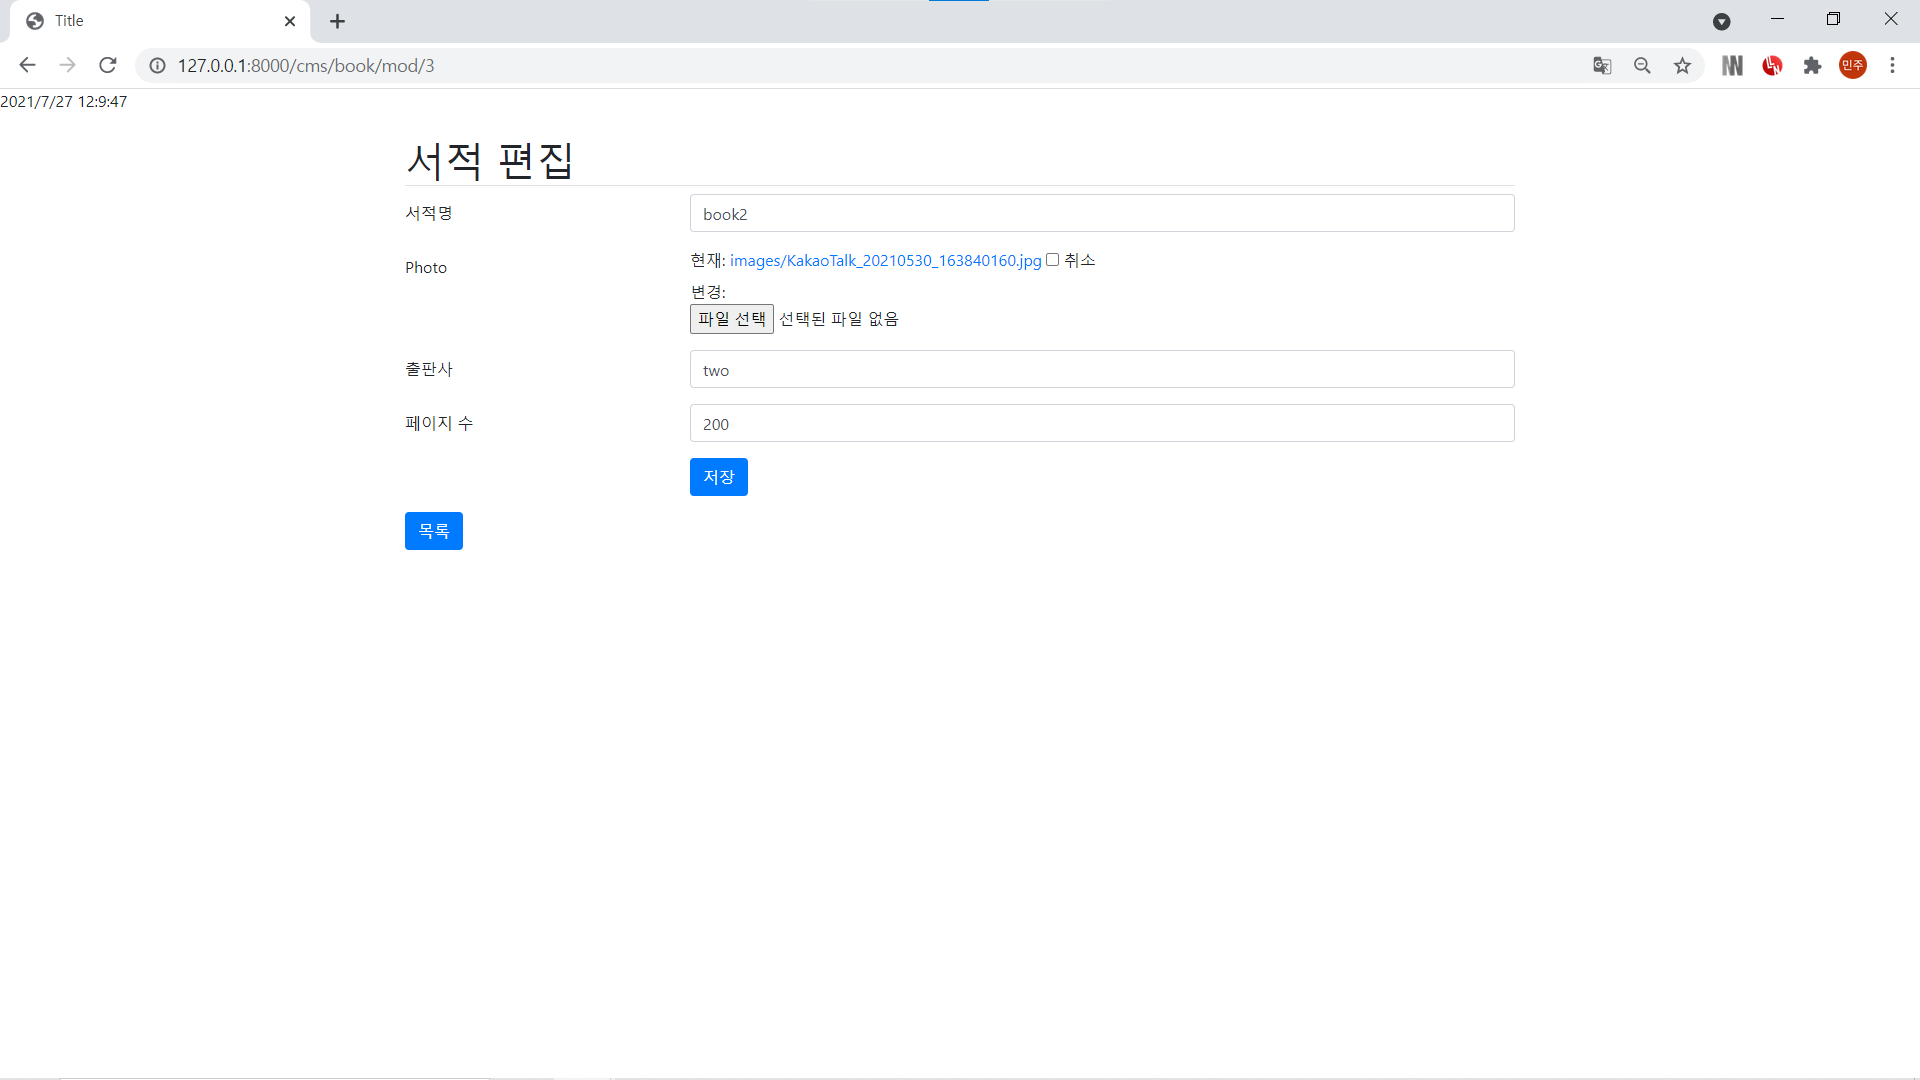 Title
127.0.0.1:8000/cms/book/mod/3
민주
2021/7/27 12:9:47
서적 편집
서적명
book2
Photo
현재: images/KakaoTalk_20210530_163840160.jpg 취소
변경:
파일 선택 선택된 파일 없음
출판사
two
페이지 수
200
저장
목록